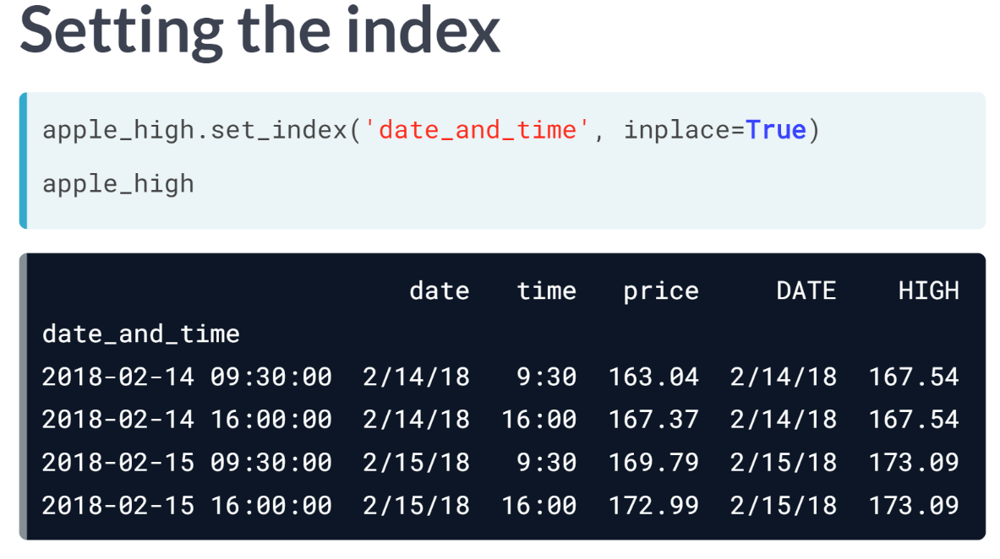 Setting the index
apple_high.set_index('date_and_time', inplace=True)
apple_high
date time price DATE HIGH
date_and_time
2018-02-14 09:30:00 2/14/18 9:30 163.04 2/14/18 167.54
2018-02-14 16:00:00 2/14/18 16:00 167.37 2/14/18 167.54
2018-02-15 09:30:00 2/15/18 9:30 169.79 2/15/18 173.09
2018-02-15 16:00:00 2/15/18 16:00 172.99 2/15/18 173.09